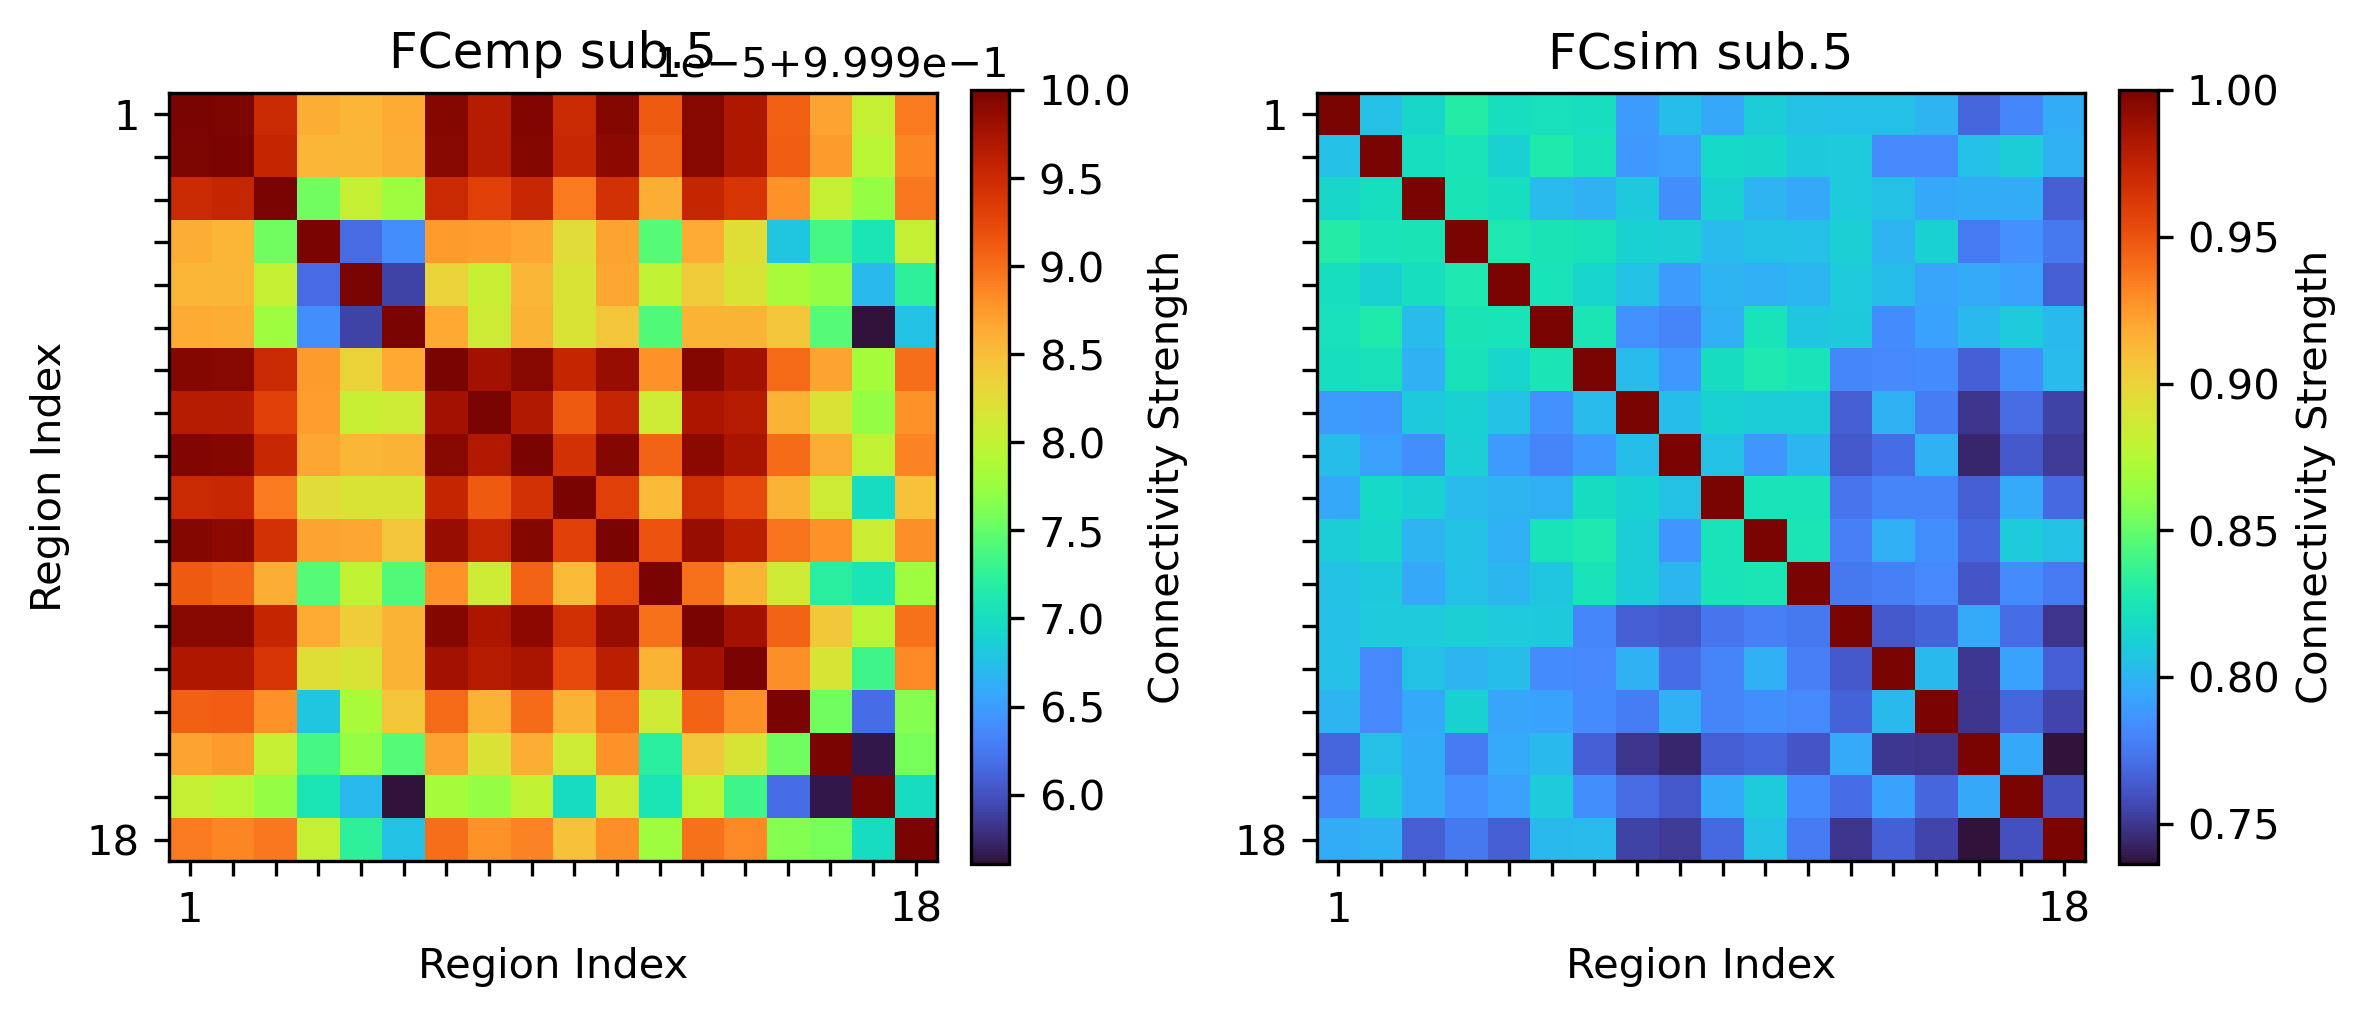 FCemp sub.5
1e−5+9.999e−1
1
18
1
18
Region Index
Region Index
10.0
9.5
9.0
8.5
8.0
7.5
7.0
6.5
6.0
Connectivity Strength
FCsim sub.5
1
18
1
18
Region Index
1.00
0.95
0.90
0.85
0.80
0.75
Connectivity Strength